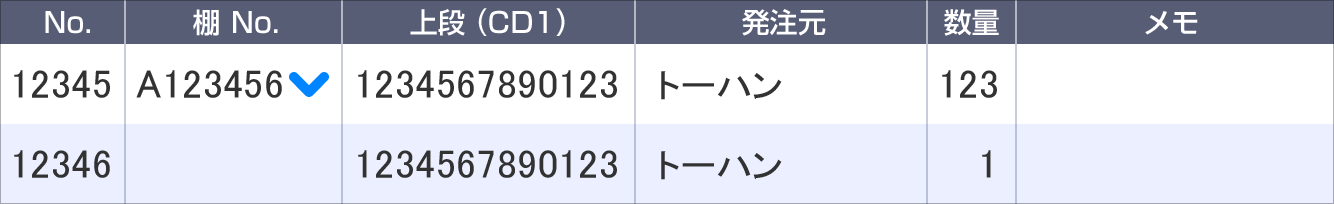 No. 棚 No. 上段（CD1） 発注元 数量 メモ
12345 A123456 1234567890123 トーハン 123
12346 1234567890123 トーハン 1